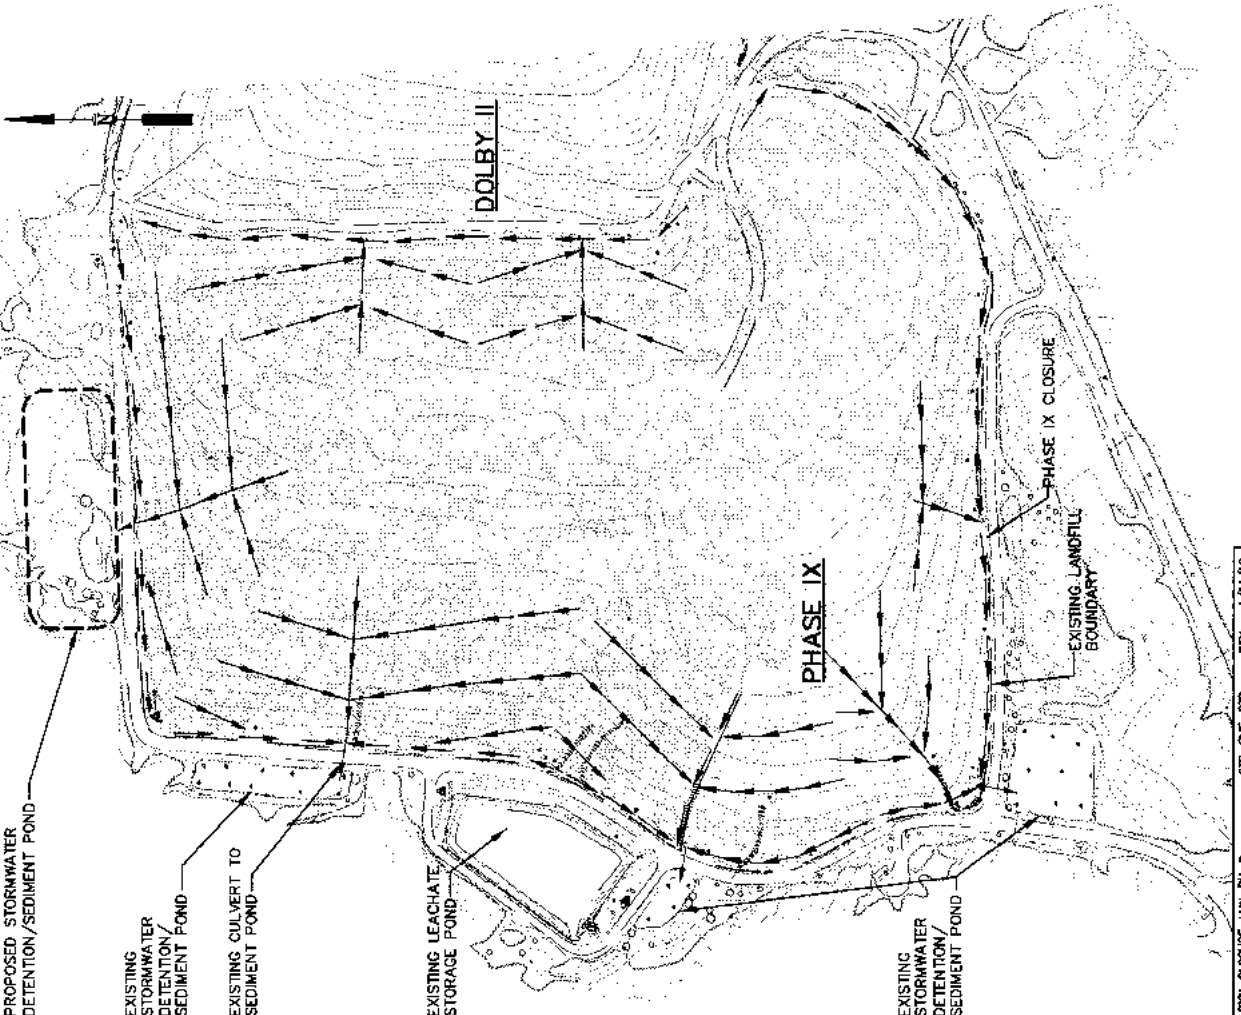 PROPOSED STORMWATER
DETENTION/SEDIMENT POND
EXISTING
STORMWATER
DETENTION/
SEDIMENT POND
EXISTING CULVERT TO
SEDIMENT POND
EXISTING LEACHATE
STORAGE POND
EXISTING
STORMWATER
DETENTION/
SEDIMENT POND
N
DOLBY II
PHASE IX
PHASE IX CLOSURE
EXISTING LANDFILL
BOUNDARY